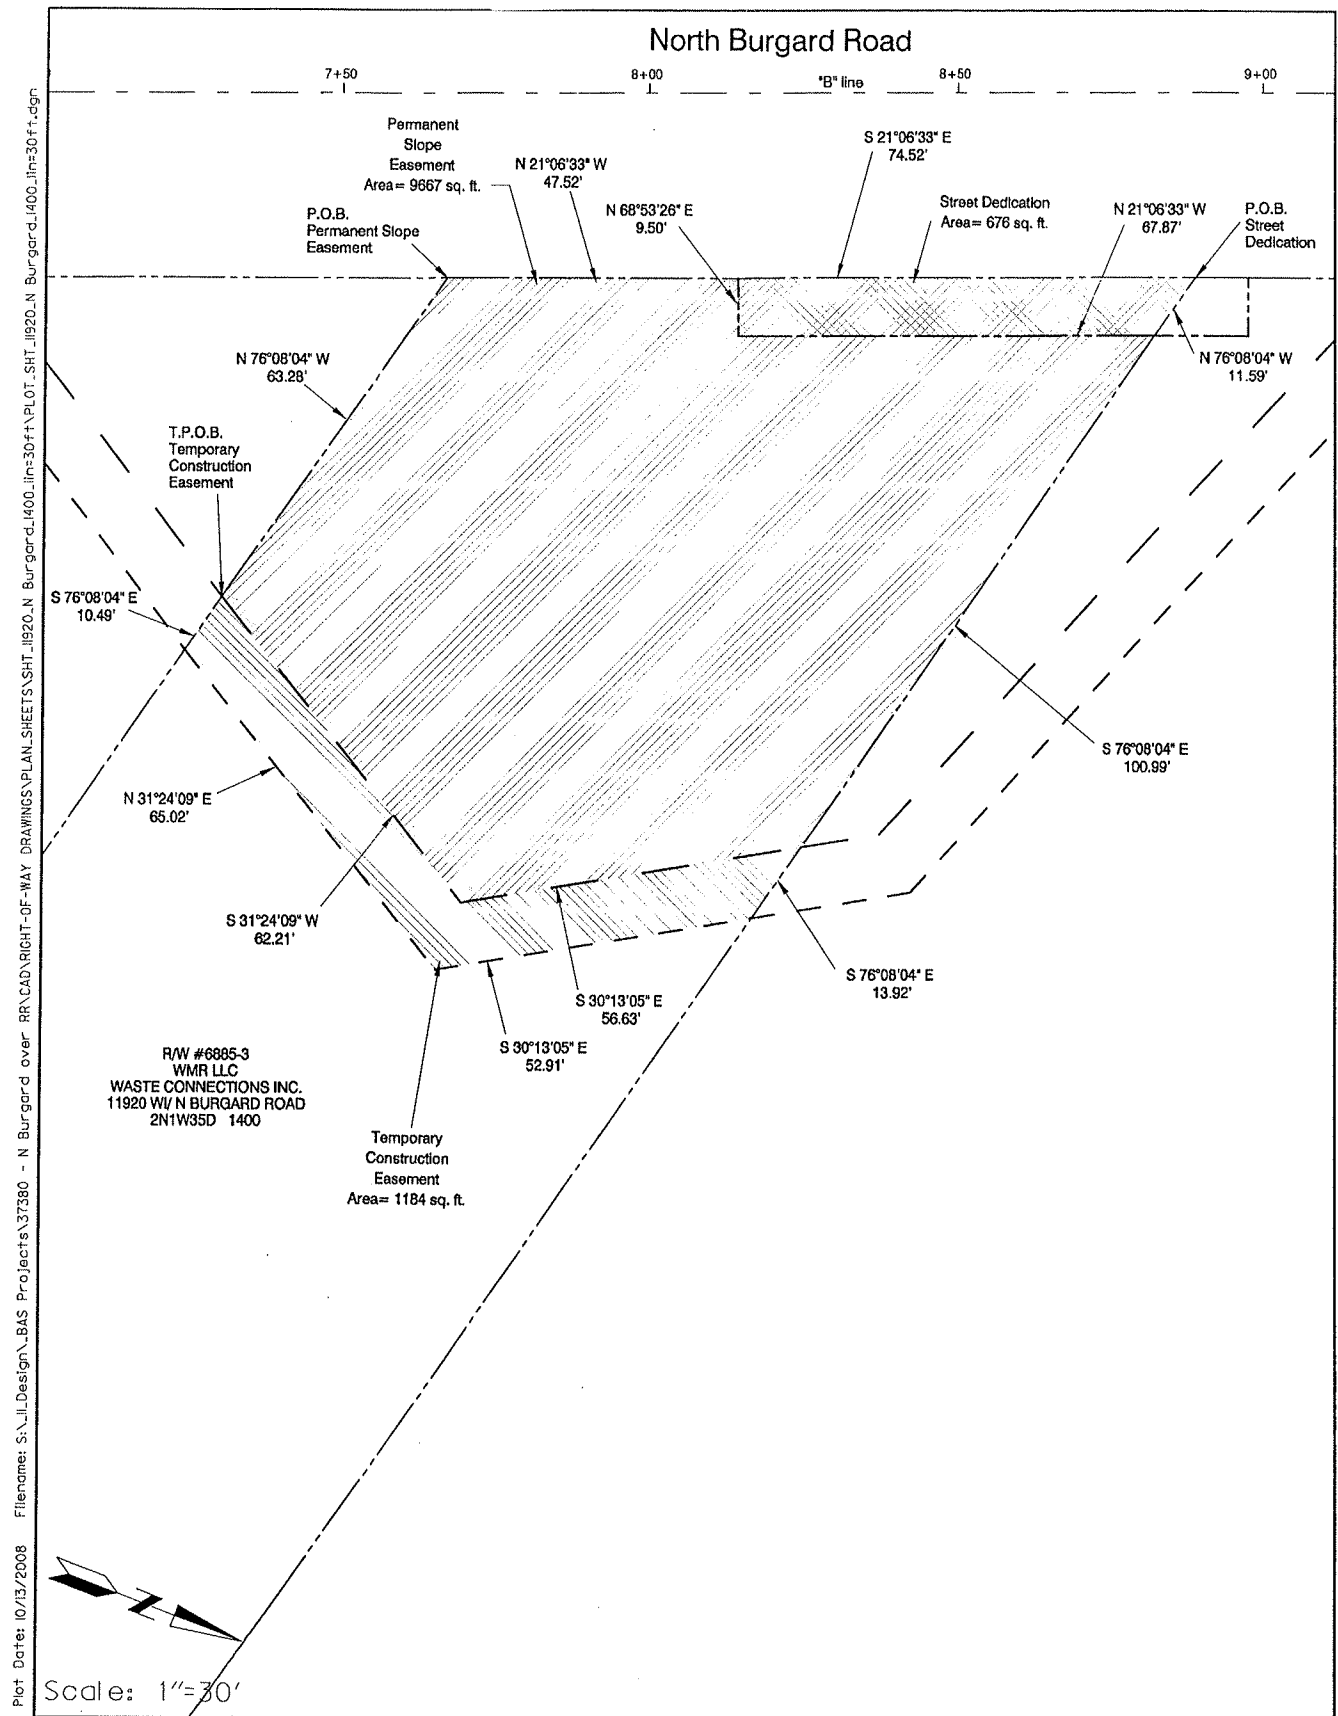 North Burgard Road
7+50
8+00
"B" line
8+50
9+00
Permanent
Slope
Easement
Area= 9667 sq. ft.
N 21°06'33" W
47.52'
S 21°06'33" E
74.52'
P.O.B.
Permanent Slope
Easement
N 68°53'26" E
9.50'
Street Dedication
Area= 676 sq. ft.
N 21°06'33" W
67.87'
P.O.B.
Street
Dedication
N 76°08'04" W
63.28'
N 76°08'04" W
11.59'
T.P.O.B.
Temporary
Construction
Easement
S 76°08'04" E
10.49'
S 76°08'04" E
100.99'
N 31°24'09" E
65.02'
S 31°24'09" W
62.21'
S 76°08'04" E
13.92'
S 30°13'05" E
56.63'
S 30°13'05" E
52.91'
R/W #6885-3
WMR LLC
WASTE CONNECTIONS INC.
11920 WI/ N BURGARD ROAD
2N1W35D 1400
Temporary
Construction
Easement
Area= 1184 sq. ft.
N
Scale: 1"=30'
Plot Date: 10/13/2008 Filename: S:\_II_Design\_BAS Projects\37380 - N Burgard over RR\CAD\RIGHT-OF-WAY DRAWINGS\PLAN_SHEETS\SHT_11920_N Burgard_1400_1in=30ft\PLOT_SHT_11920_N Burgard_1400_1in=30ft.dgn